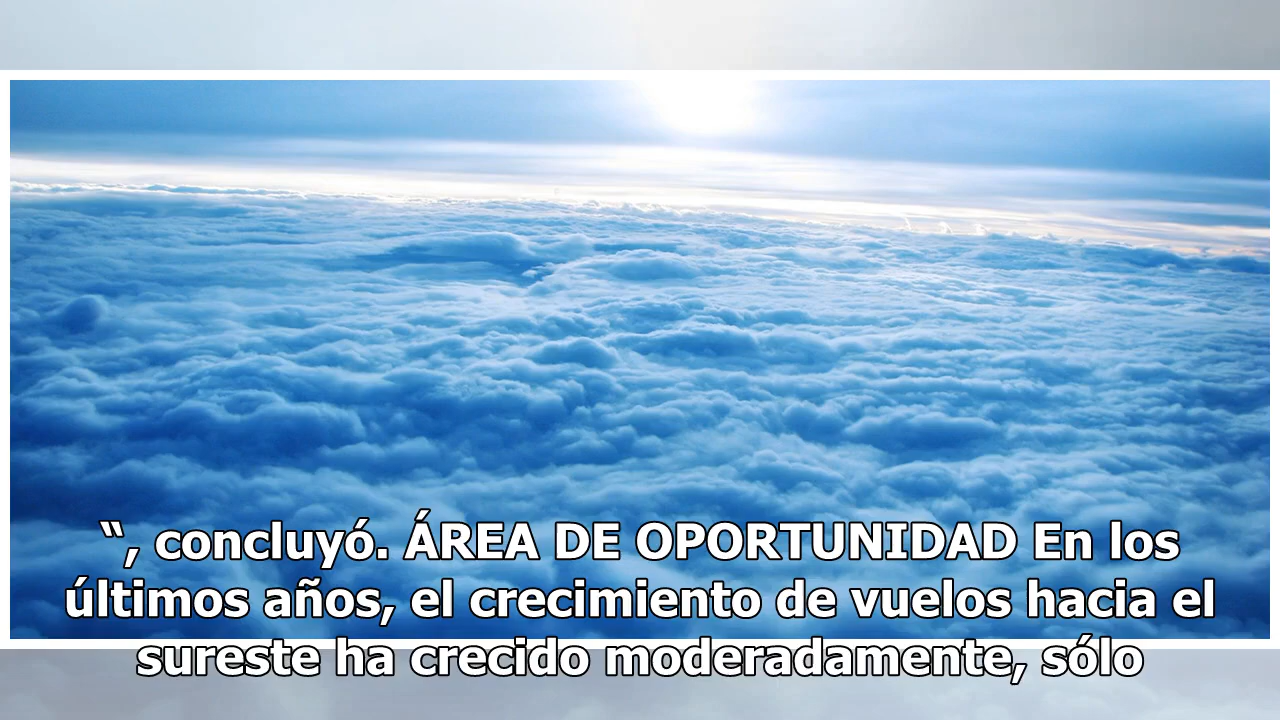 “, concluyó. ÁREA DE OPORTUNIDAD En los
últimos años, el crecimiento de vuelos hacia el
sureste ha crecido moderadamente, sólo